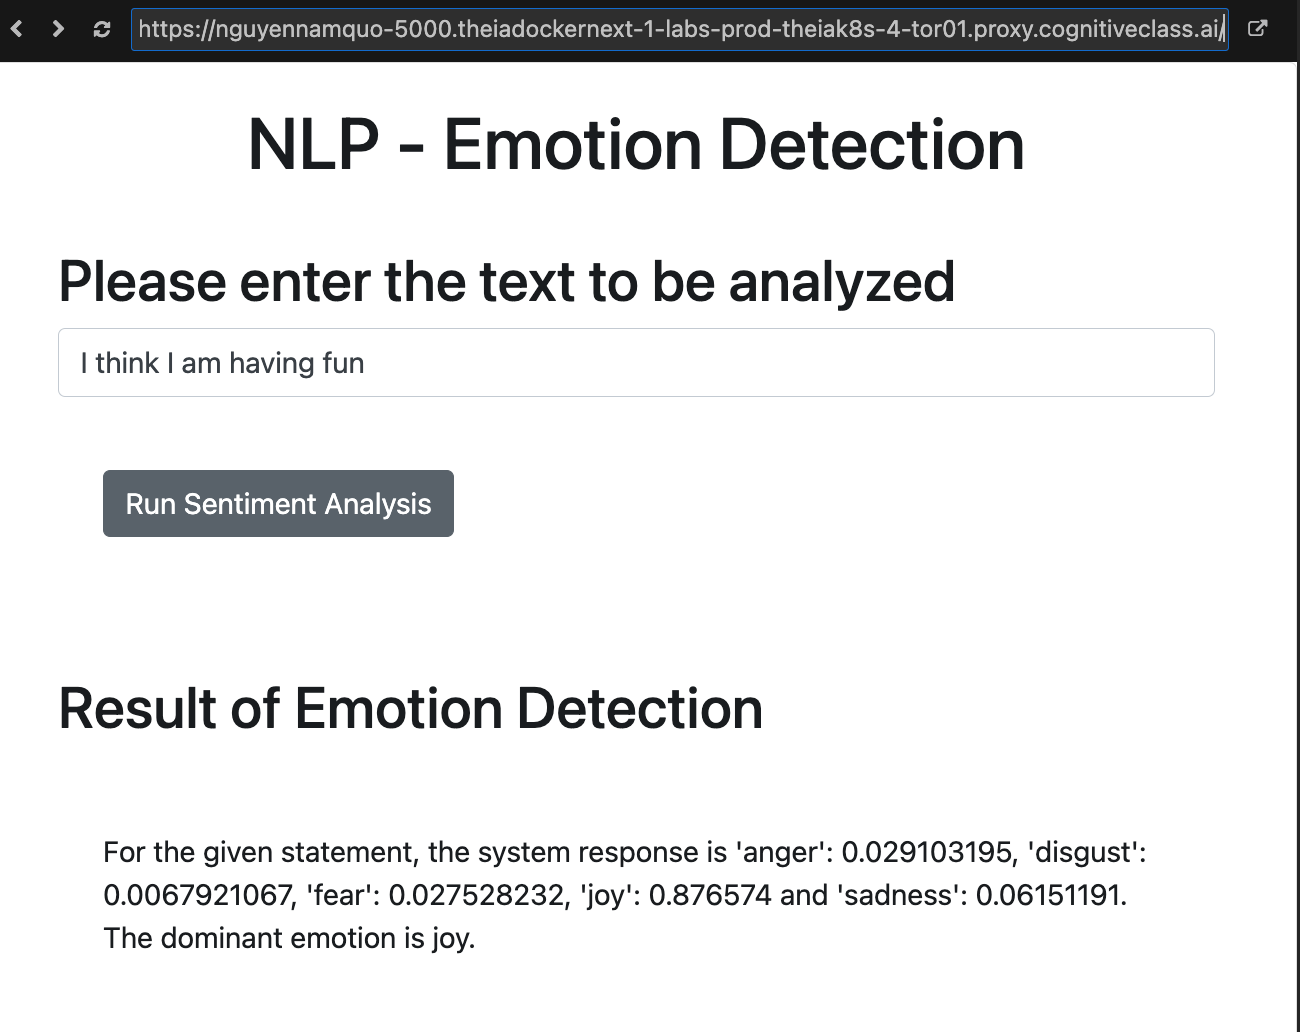 https://nguyennamquo-5000.theiadockernext-1-labs-prod-theiak8s-4-tor01.proxy.cognitiveclass.ai/
NLP - Emotion Detection
Please enter the text to be analyzed
I think I am having fun
Run Sentiment Analysis
Result of Emotion Detection
For the given statement, the system response is 'anger': 0.029103195, 'disgust':
0.0067921067, 'fear': 0.027528232, 'joy': 0.876574 and 'sadness': 0.06151191.
The dominant emotion is joy.